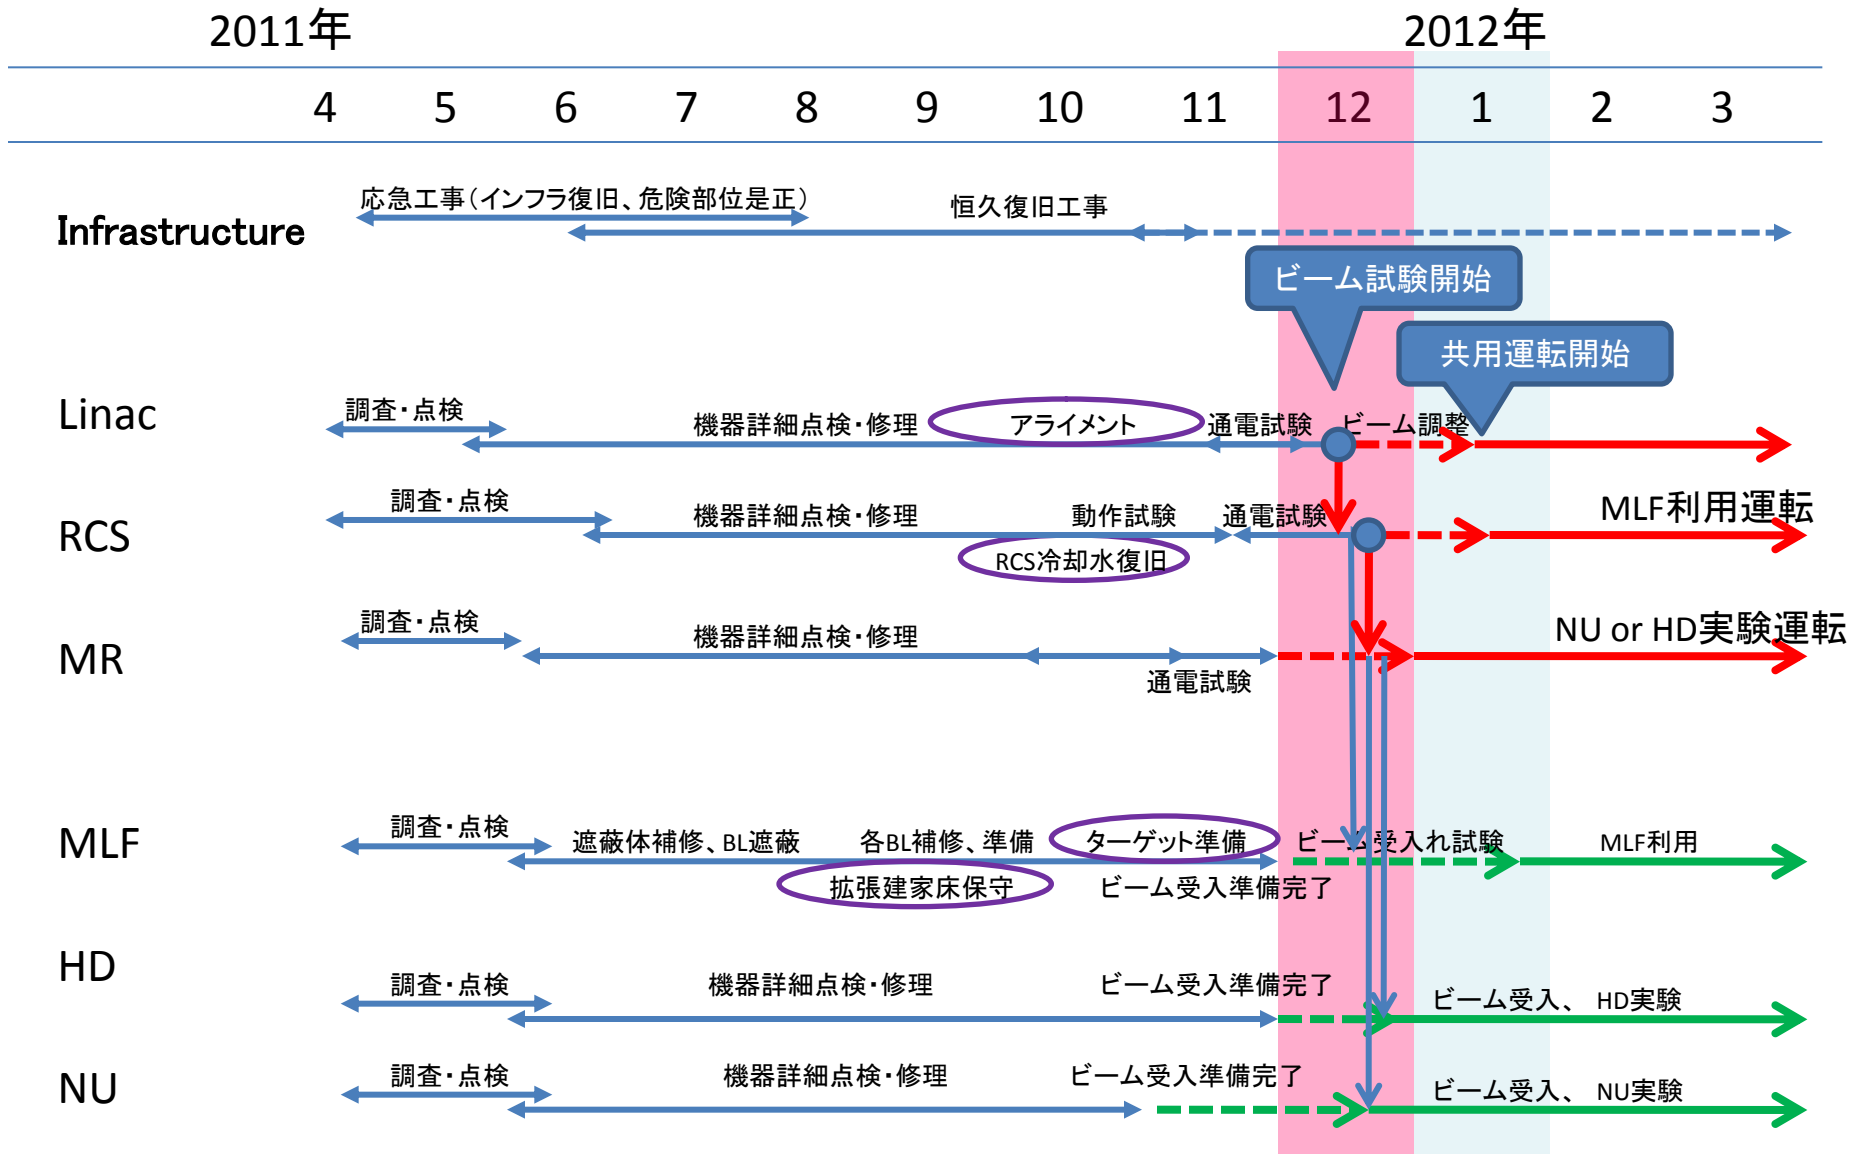 2011年 2012年
4 5 6 7 8 9 10 11 12 1 2 3
応急工事(インフラ復旧、危険部位是正)
恒久復旧工事
Infrastructure
ビーム試験開始
共用運転開始
Linac
調査・点検 機器詳細点検・修理 アライメント 通電試験 ビーム調整
RCS
調査・点検 機器詳細点検・修理 動作試験 通電試験 MLF利用運転
RCS冷却水復旧
MR
調査・点検 機器詳細点検・修理 NU or HD実験運転
通電試験
MLF
調査・点検 遮蔽体補修、BL遮蔽 各BL補修、準備 ターゲット準備 ビーム受入れ試験 MLF利用
拡張建家床保守 ビーム受入準備完了
HD
調査・点検 機器詳細点検・修理 ビーム受入準備完了 ビーム受入、 HD実験
NU
調査・点検 機器詳細点検・修理 ビーム受入準備完了 ビーム受入、 NU実験